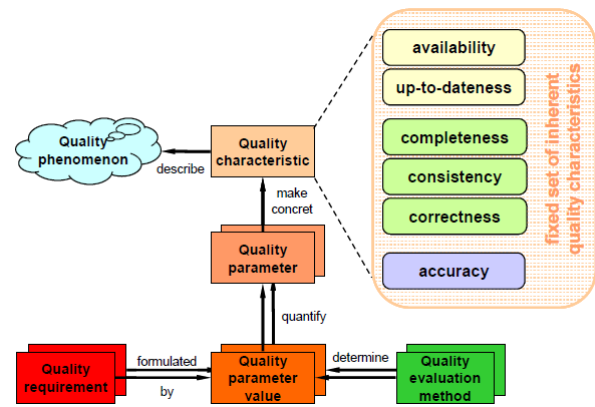 availability
up-to-dateness
completeness
consistency
correctness
accuracy
fixed set of inherent
quality characteristics
Quality
phenomenon
describe
Quality
characteristic
make
concret
Quality
parameter
quantify
Quality
requirement
formulated
by
Quality
parameter
value
determine
Quality
evaluation
method